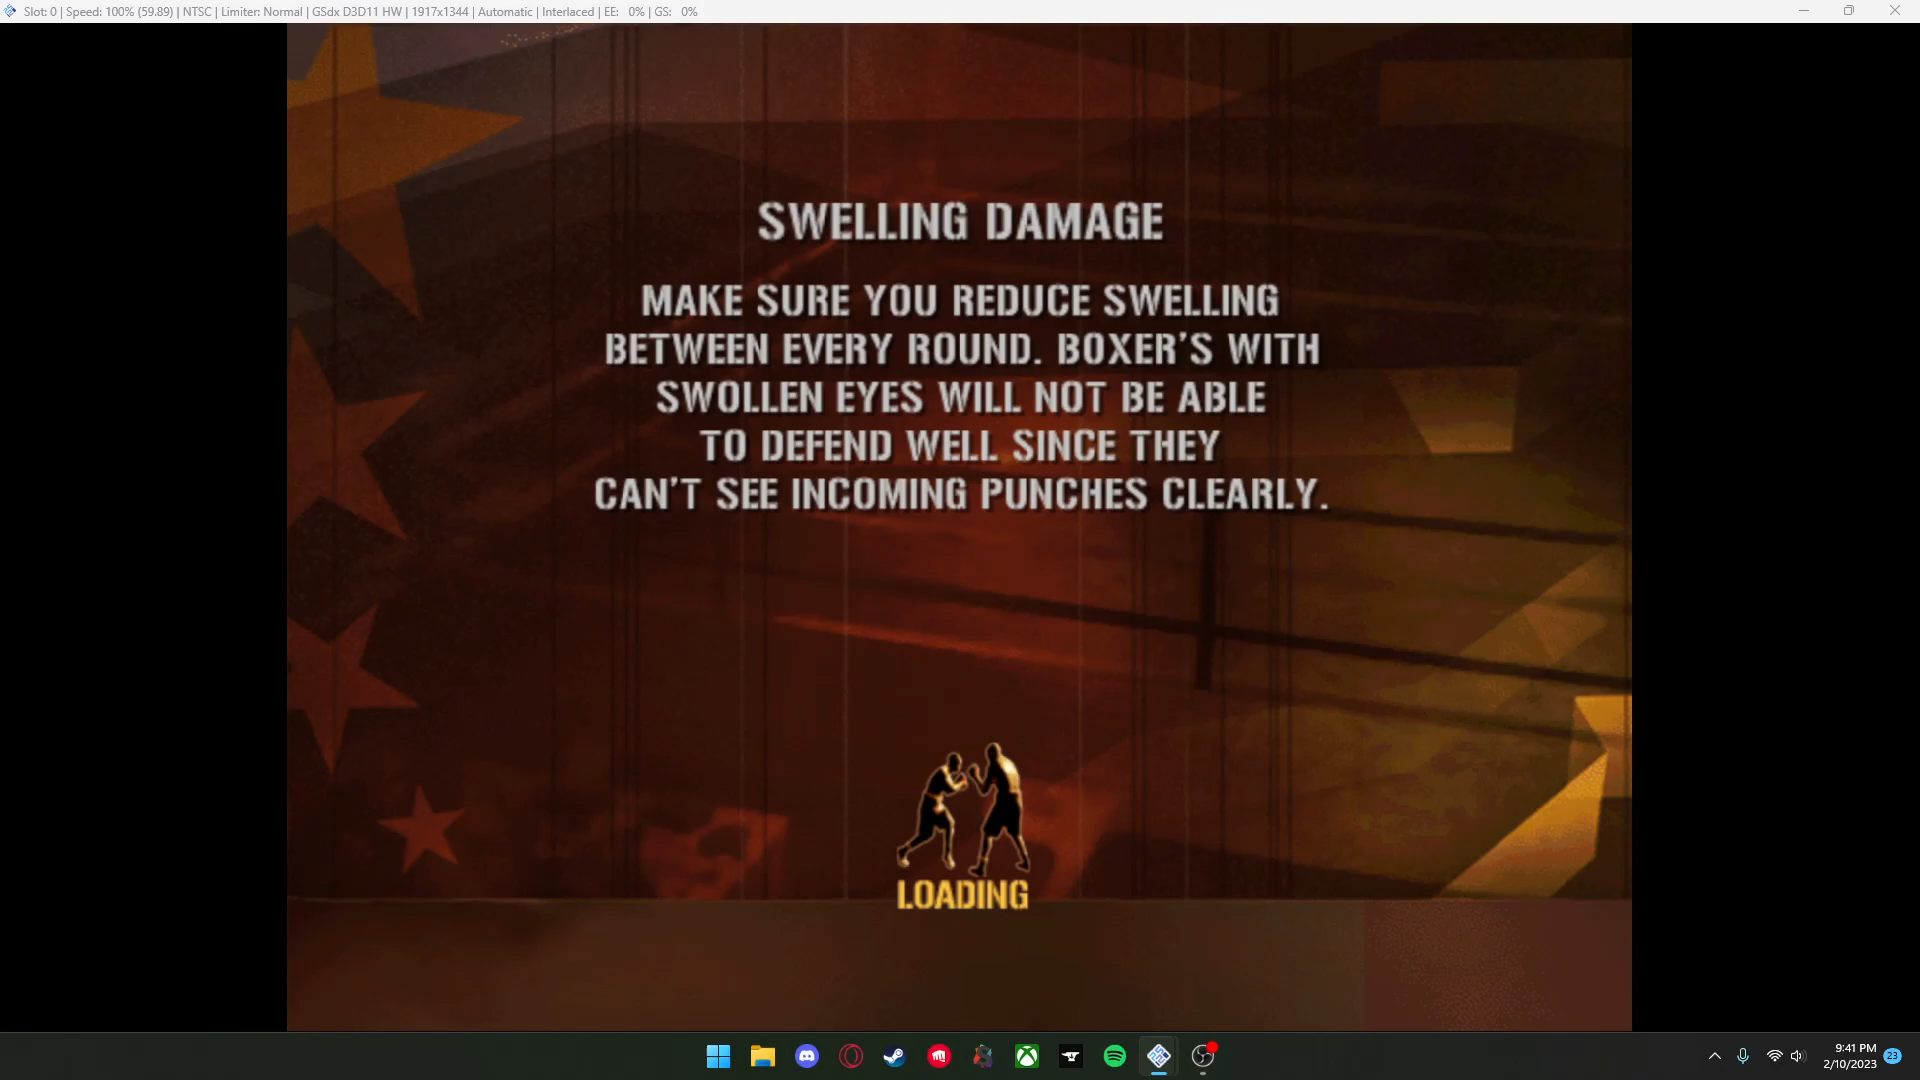 Slot: 0 | Speed: 100% (59.89) | NTSC | Limiter: Normal | GSdx D3D11 HW | 1917x1344 | Automatic | Interlaced | EE: 0% | GS: 0%
SWELLING DAMAGE
MAKE SURE YOU REDUCE SWELLING
BETWEEN EVERY ROUND. BOXER'S WITH
SWOLLEN EYES WILL NOT BE ABLE
TO DEFEND WELL SINCE THEY
CAN'T SEE INCOMING PUNCHES CLEARLY.
LOADING
9:41 PM
2/10/2023
23